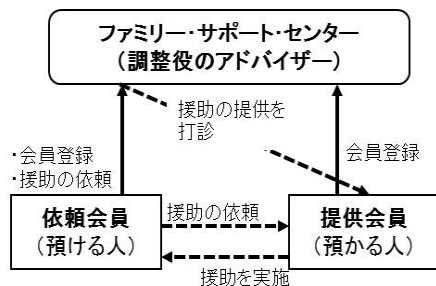 ファミリー・サポート・センター
（調整役のアドバイザー）
援助の提供を
打診
・会員登録
・援助の依頼
会員登録
依頼会員
（預ける人）
援助の依頼
提供会員
（預かる人）
援助を実施